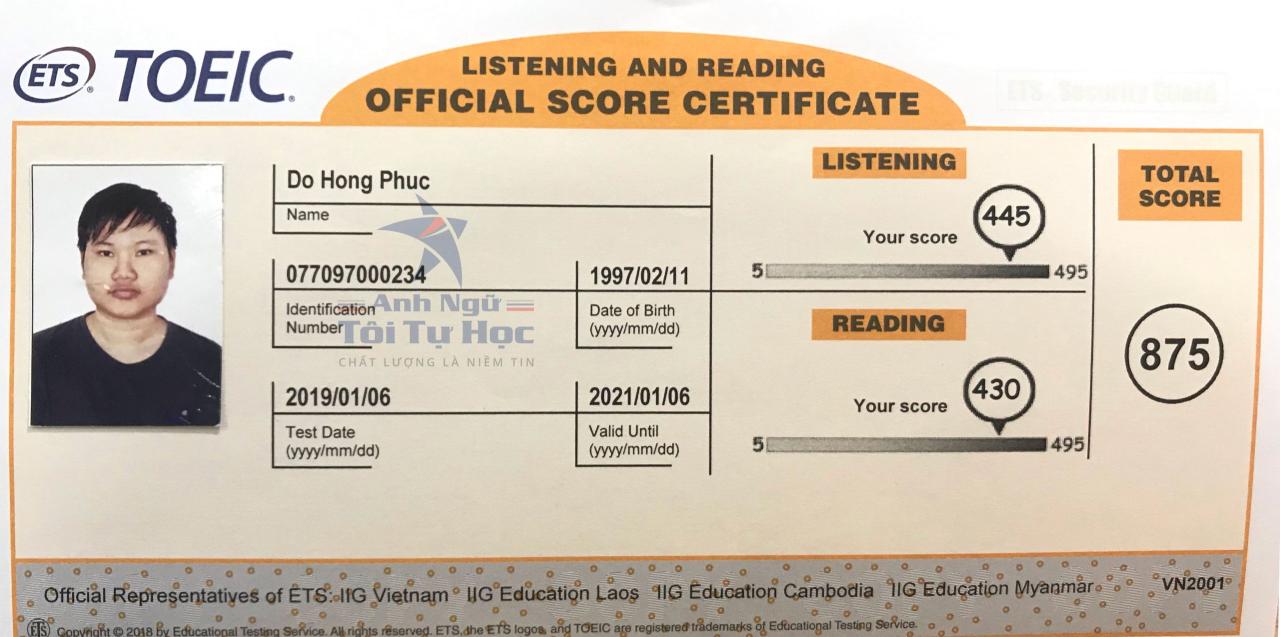 ETS® TOEIC®
LISTENING AND READING
OFFICIAL SCORE CERTIFICATE
ETS Security Guard
Do Hong Phuc
Name
077097000234
Identification
Number
1997/02/11
Date of Birth
(yyyy/mm/dd)
2019/01/06
Test Date
(yyyy/mm/dd)
2021/01/06
Valid Until
(yyyy/mm/dd)
Anh Ngữ
Tôi Tự Học
CHẤT LƯỢNG LÀ NIỀM TIN
LISTENING
445
Your score
5 495
READING
430
Your score
5 495
TOTAL
SCORE
875
Official Representatives of ETS: IIG Vietnam IIG Education Laos IIG Education Cambodia IIG Education Myanmar
VN2001
ETS Copyright © 2018 by Educational Testing Service. All rights reserved. ETS, the ETS logos, and TOEIC are registered trademarks of Educational Testing Service.